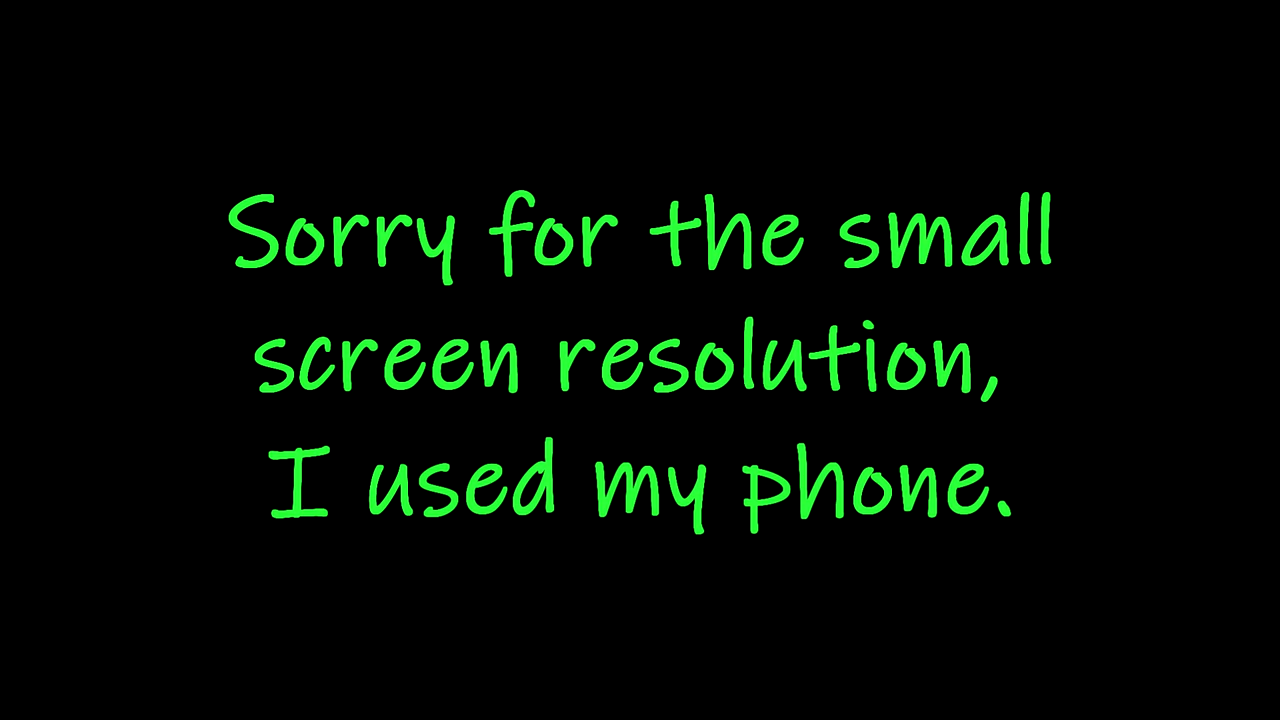 Sorry for the small
screen resolution,
I used my phone.